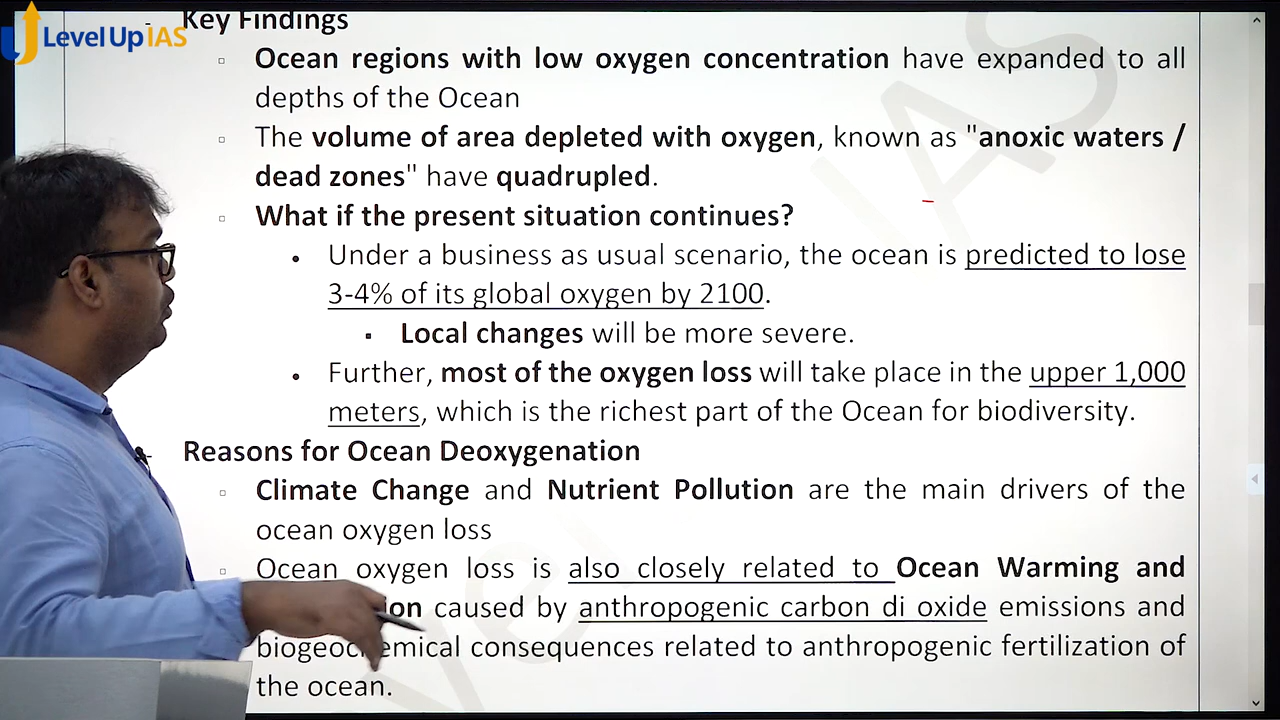 Key Findings
LevelUp IAS
Ocean regions with low oxygen concentration have expanded to all
depths of the Ocean
The volume of area depleted with oxygen, known as "anoxic waters /
dead zones" have quadrupled.
What if the present situation continues?
Under a business as usual scenario, the ocean is predicted to lose
3-4% of its global oxygen by 2100.
Local changes will be more severe.
Further, most of the oxygen loss will take place in the upper 1,000
meters, which is the richest part of the Ocean for biodiversity.
Reasons for Ocean Deoxygenation
Climate Change and Nutrient Pollution are the main drivers of the
ocean oxygen loss
Ocean oxygen loss is also closely related to Ocean Warming and
caused by anthropogenic carbon di oxide emissions and
biogeochemical consequences related to anthropogenic fertilization of
the ocean.
IAS